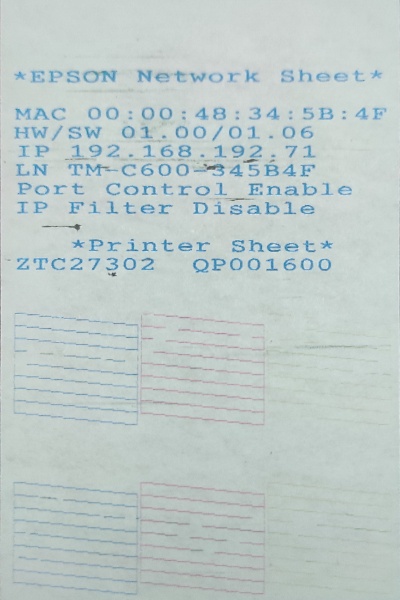 *EPSON Network Sheet*
MAC 00:00:48:34:5B:4F
HW/SW 01.00/01.06
IP 192.168.192.71
LN TM-C600-345B4F
Port Control Enable
IP Filter Disable
*Printer Sheet*
ZTC27302 QP001600